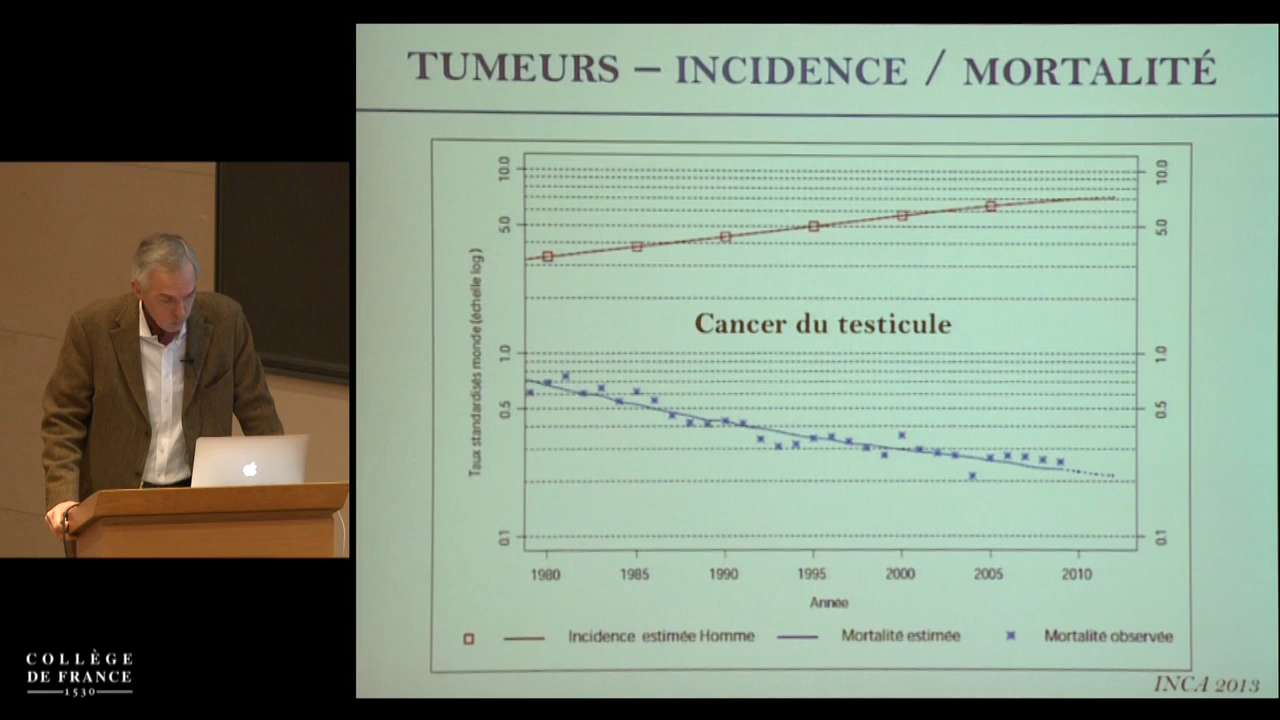 TUMEURS – INCIDENCE / MORTALITÉ
10.0
5.0
1.0
0.5
0.1
Taux standardisés monde (échelle log)
10.0
5.0
1.0
0.5
0.1
Cancer du testicule
1980 1985 1990 1995 2000 2005 2010
Année
Incidence estimée Homme Mortalité estimée Mortalité observée
INCA 2013
COLLÈGE
DE FRANCE
1530